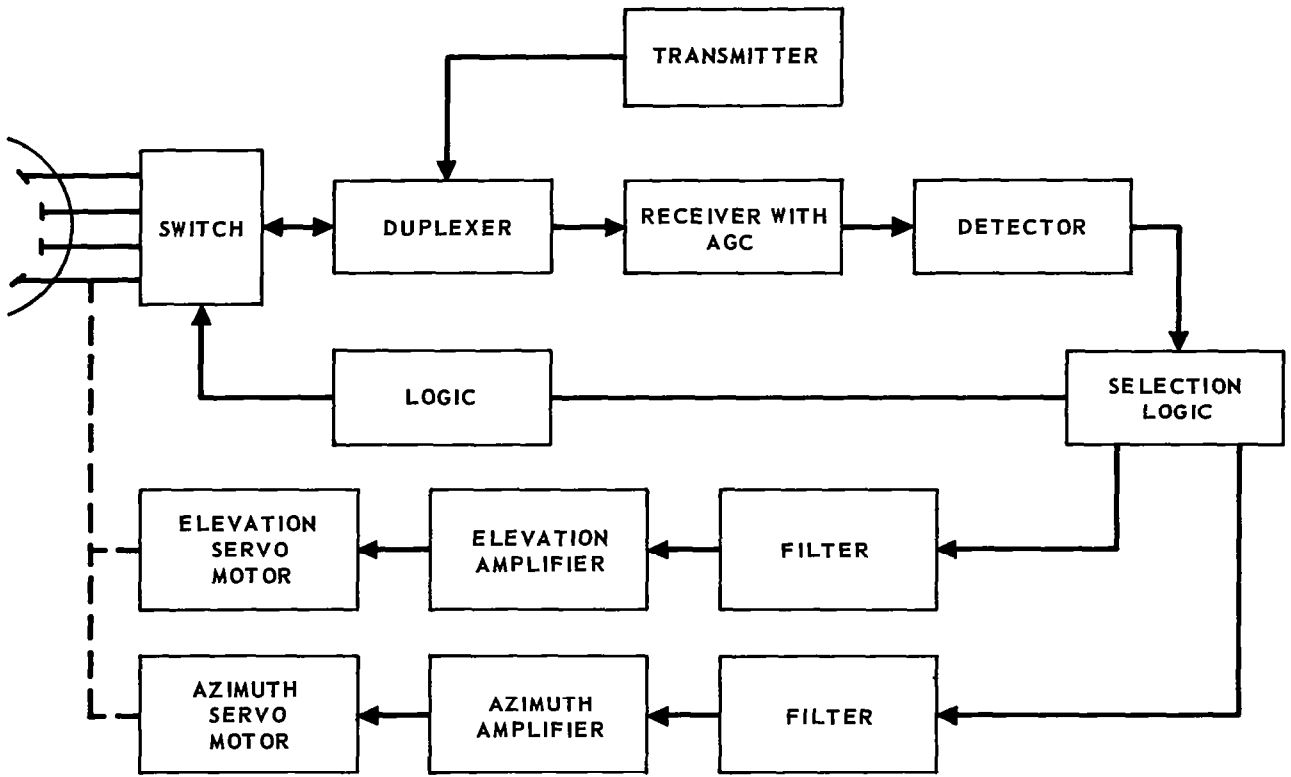 TRANSMITTER
SWITCH
DUPLEXER
RECEIVER WITH
AGC
DETECTOR
LOGIC
SELECTION
LOGIC
ELEVATION
SERVO
MOTOR
ELEVATION
AMPLIFIER
FILTER
AZIMUTH
SERVO
MOTOR
AZIMUTH
AMPLIFIER
FILTER